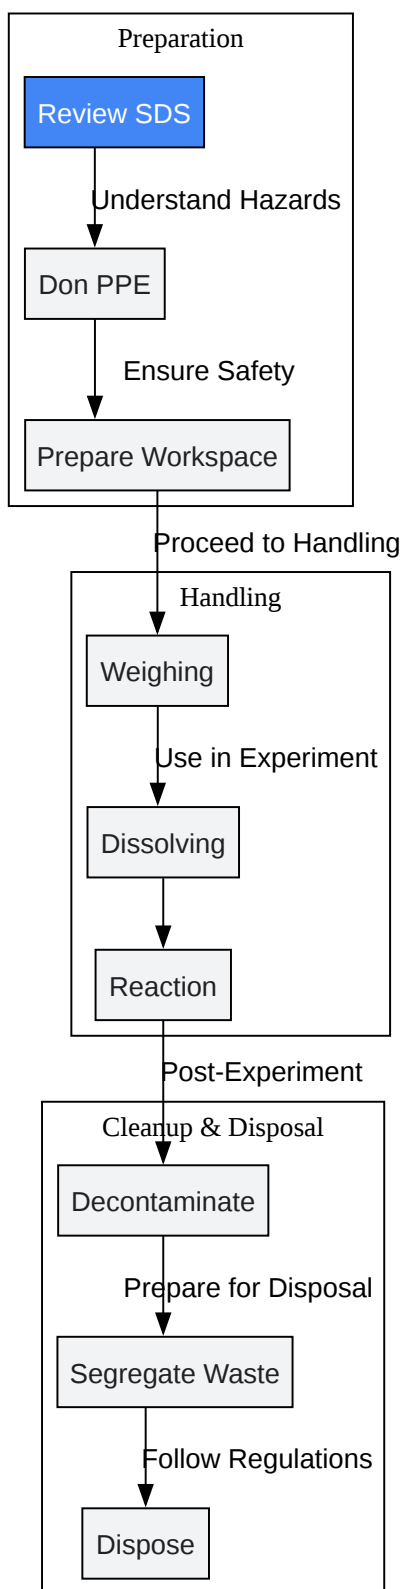 Preparation
Review SDS
Understand Hazards
Don PPE
Ensure Safety
Prepare Workspace
Proceed to Handling
Handling
Weighing
Use in Experiment
Dissolving
Reaction
Post-Experiment
Cleanup & Disposal
Decontaminate
Prepare for Disposal
Segregate Waste
Follow Regulations
Dispose